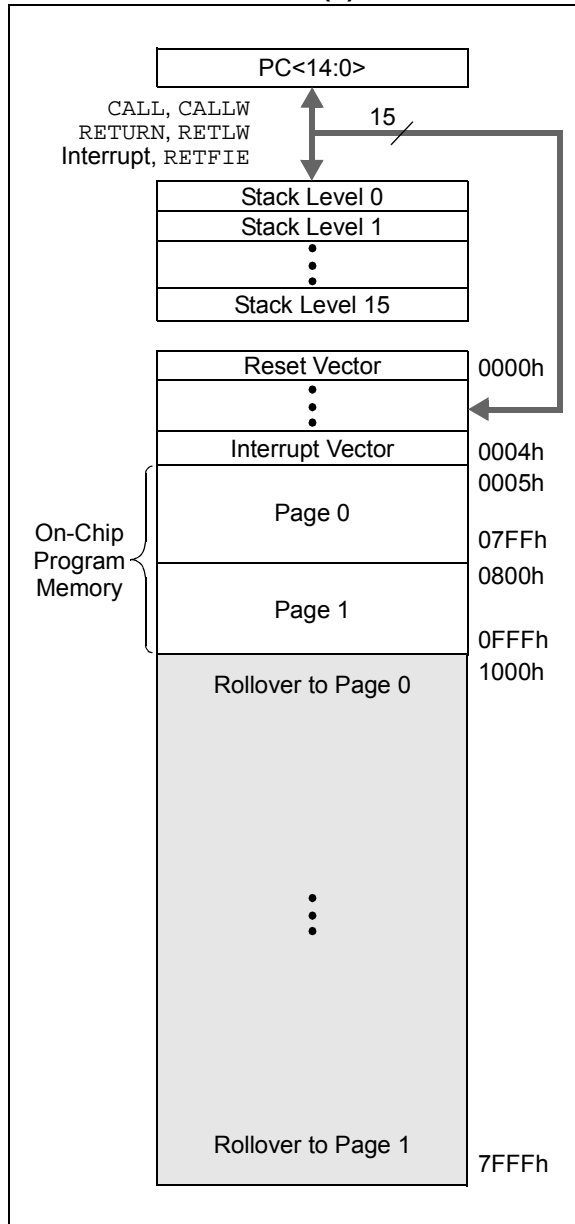 PC<14:0>
CALL, CALLW
RETURN, RETLW
Interrupt, RETFIE
15
Stack Level 0
Stack Level 1
Stack Level 15
Reset Vector
0000h
Interrupt Vector
0004h
0005h
On-Chip
Program
Memory
Page 0
07FFh
0800h
Page 1
0FFFh
1000h
Rollover to Page 0
Rollover to Page 1
7FFFh